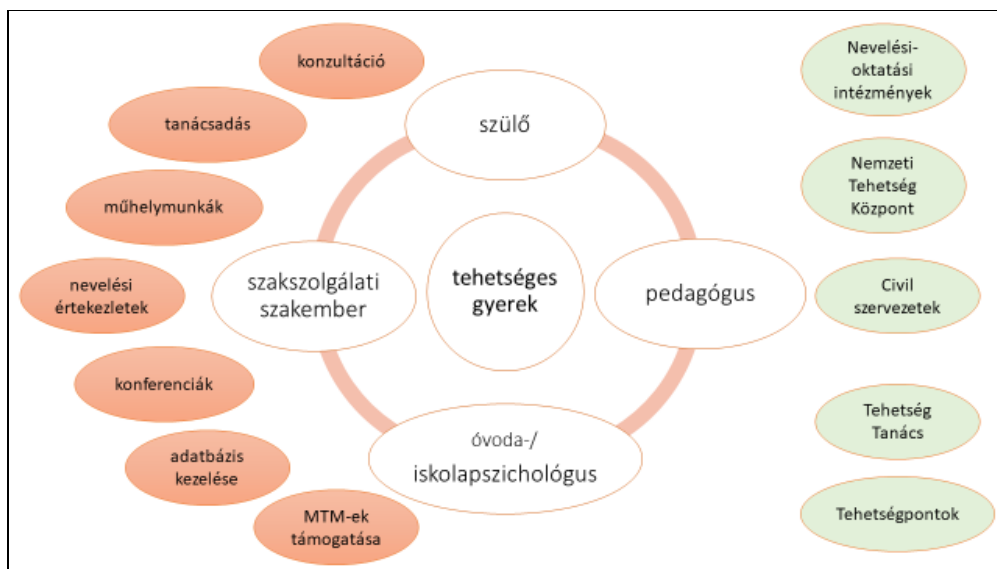 konzultáció
tanácsadás
műhelymunkák
nevelési
értekezletek
konferenciák
adatbázis
kezelése
MTM-ek
támogatása
szülő
szakszolgálati
szakember
tehetséges
gyerek
pedagógus
óvoda-/
iskolapszichológus
Nevelési-
oktatási
intézmények
Nemzeti
Tehetség
Központ
Civil
szervezetek
Tehetség
Tanács
Tehetségpontok